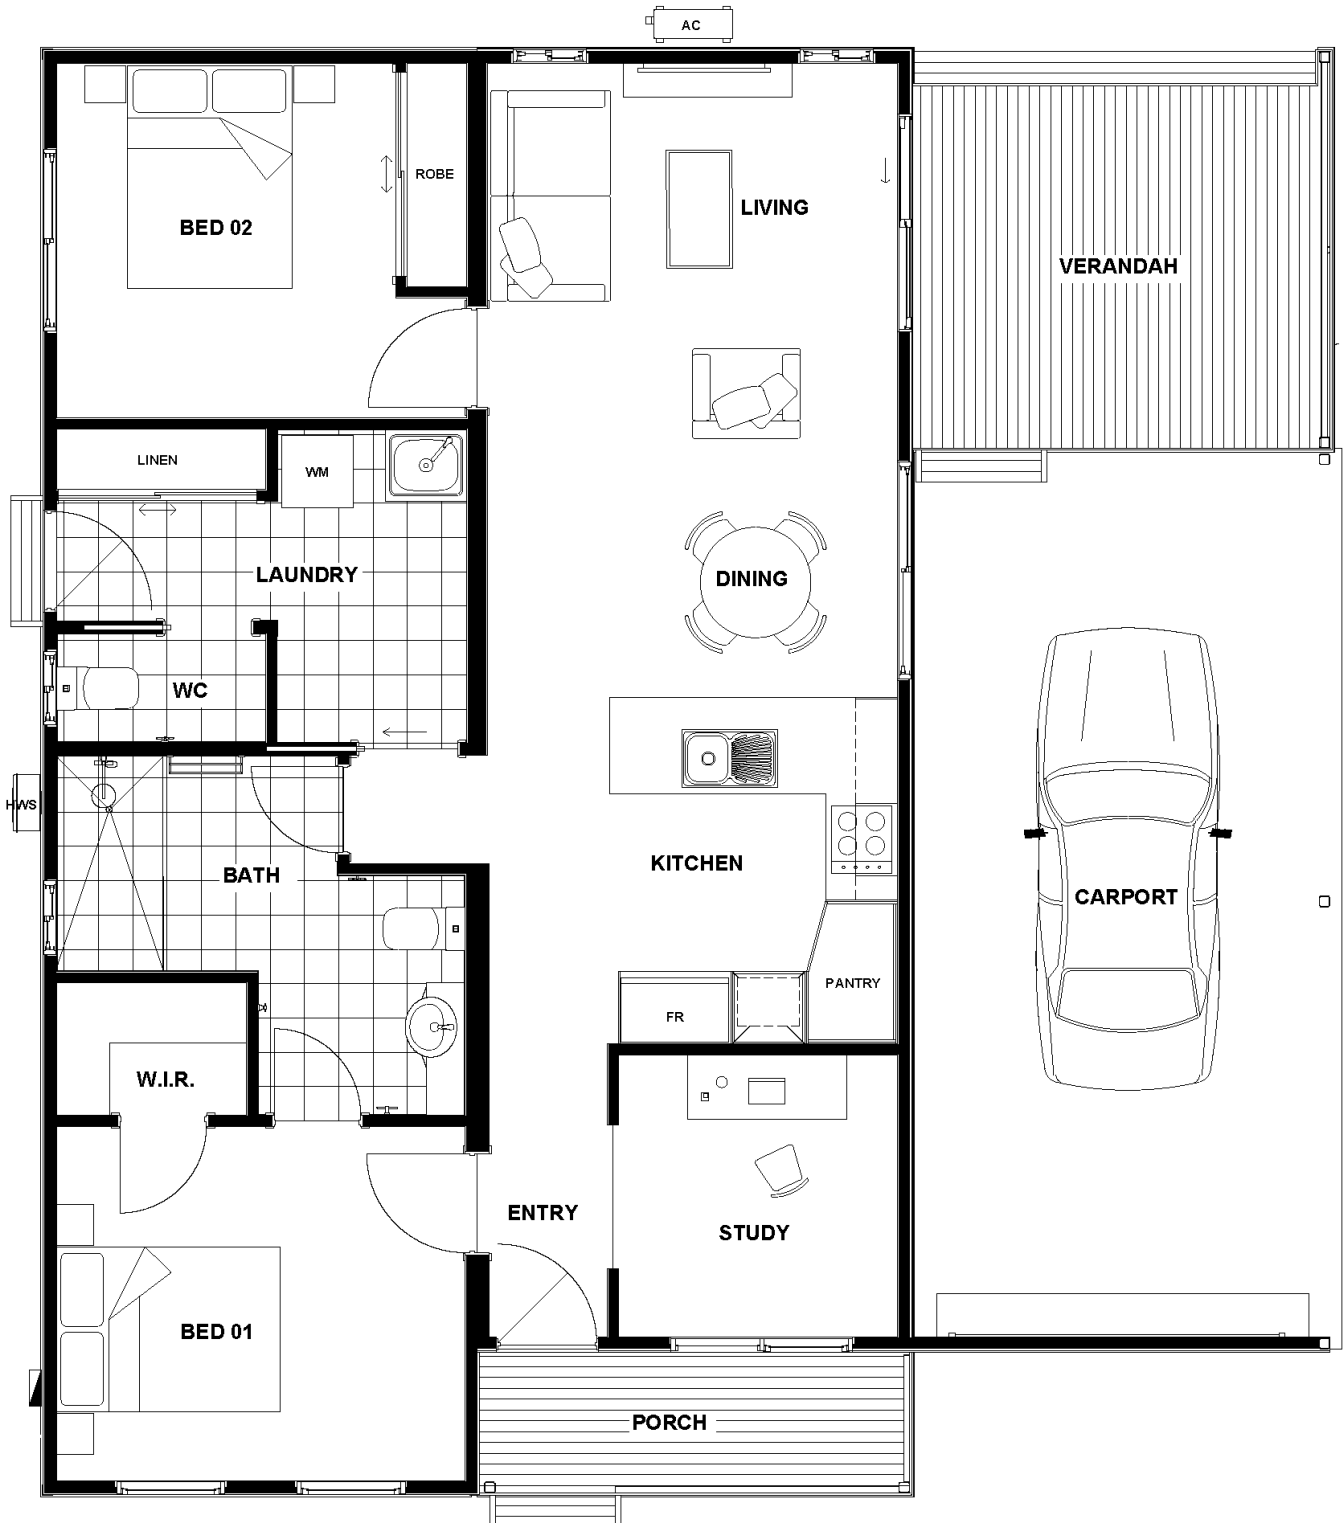 AC
ROBE
BED 02
LIVING
VERANDAH
LINEN
WM
LAUNDRY
DINING
WC
HWS
BATH
KITCHEN
CARPORT
PANTRY
FR
W.I.R.
ENTRY
STUDY
BED 01
PORCH